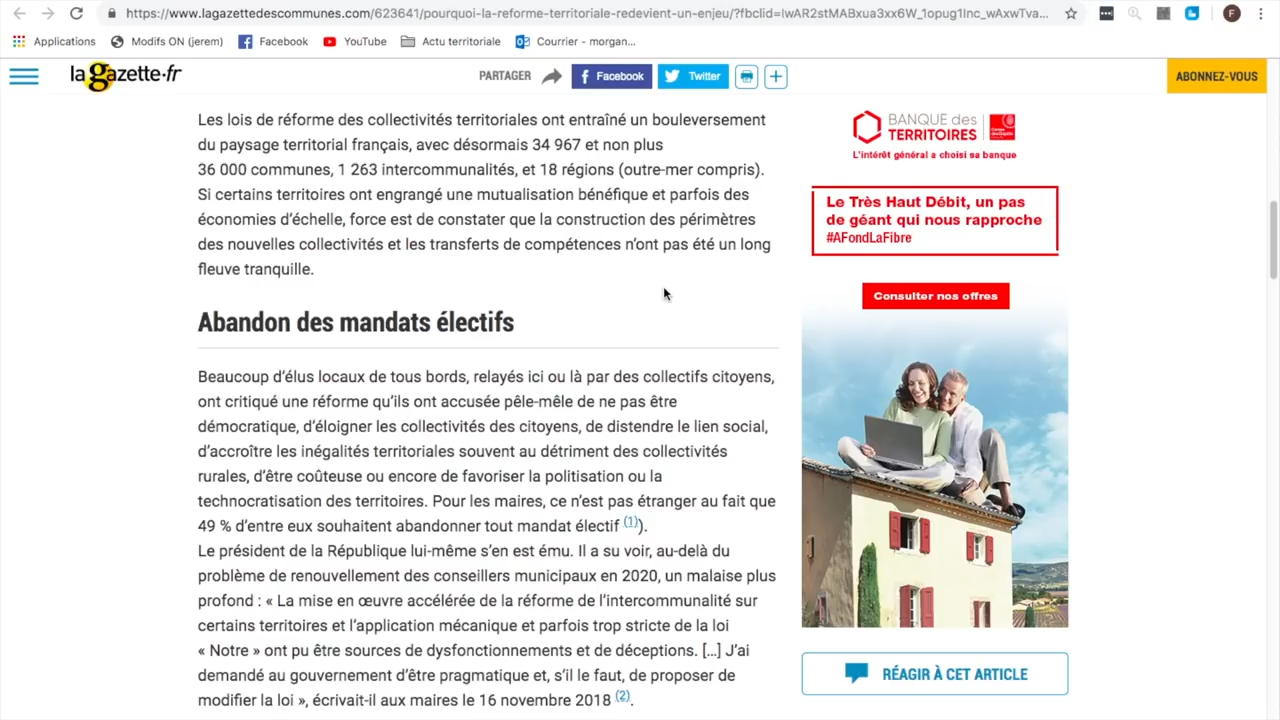 https://www.lagazettedescommunes.com/623641/pourquoi-la-reforme-territoriale-redevient-un-enjeu/?fbclid=IwAR2stMABxua3xx6W_1opug1Inc_wAxwTva...
F
Applications
Modifs ON (jerem)
Facebook
YouTube
Actu territoriale
Courrier - morgan...
la gazette·fr
PARTAGER
Facebook
Twitter
ABONNEZ-VOUS
Les lois de réforme des collectivités territoriales ont entraîné un bouleversement
du paysage territorial français, avec désormais 34 967 et non plus
36 000 communes, 1 263 intercommunalités, et 18 régions (outre-mer compris).
Si certains territoires ont engrangé une mutualisation bénéfique et parfois des
économies d’échelle, force est de constater que la construction des périmètres
des nouvelles collectivités et les transferts de compétences n’ont pas été un long
fleuve tranquille.
Abandon des mandats électifs
Beaucoup d’élus locaux de tous bords, relayés ici ou là par des collectifs citoyens,
ont critiqué une réforme qu’ils ont accusée pêle-mêle de ne pas être
démocratique, d’éloigner les collectivités des citoyens, de distendre le lien social,
d’accroître les inégalités territoriales souvent au détriment des collectivités
rurales, d’être coûteuse ou encore de favoriser la politisation ou la
technocratisation des territoires. Pour les maires, ce n’est pas étranger au fait que
49 % d’entre eux souhaitent abandonner tout mandat électif (1)).
Le président de la République lui-même s’en est ému. Il a su voir, au-delà du
problème de renouvellement des conseillers municipaux en 2020, un malaise plus
profond : « La mise en œuvre accélérée de la réforme de l’intercommunalité sur
certains territoires et l’application mécanique et parfois trop stricte de la loi
« Notre » ont pu être sources de dysfonctionnements et de déceptions. […] J’ai
demandé au gouvernement d’être pragmatique et, s’il le faut, de proposer de
modifier la loi », écrivait-il aux maires le 16 novembre 2018 (2).
BANQUE des
TERRITOIRES
L'intérêt général a choisi sa banque
Le Très Haut Débit, un pas
de géant qui nous rapproche
#AFondLaFibre
Consulter nos offres
RÉAGIR À CET ARTICLE